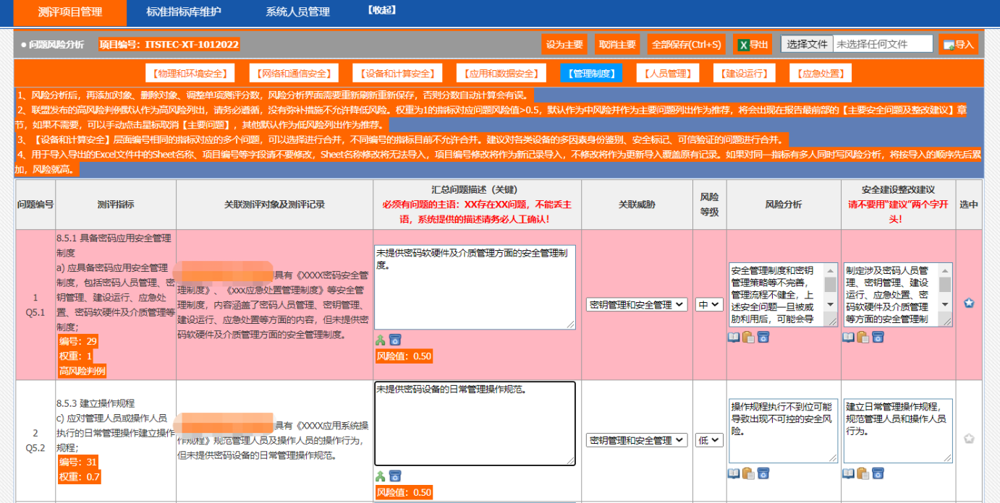 测评项目管理 标准指标库维护 系统人员管理 【收起】
● 问题风险分析 项目编号：ITSTEC-XT-1012022 设为主要 取消主要 全部保存(Ctrl+S) 导出 选择文件 未选择任何文件 导入
【物理和环境安全】 【网络和通信安全】 【设备和计算安全】 【应用和数据安全】 【管理制度】 【人员管理】 【建设运行】 【应急处置】
1、风险分析后，再添加对象、删除对象、调整单项测评分数，风险分析界面需要重新刷新重新保存，否则分数自动计算会有误。
2、联盟发布的高风险判例默认作为高风险列出，请务必遵循，没有弥补措施不允许降低风险。权重为1的指标对应问题风险值>0.5，默认作为中风险并作为主要问题列出作为推荐，将会出现在报告最前部的【主要安全问题及整改建议】章
节，如果不需要，可以手动点击星标取消【主要问题】，其他默认作为低风险列出作为推荐。
3、【设备和计算安全】层面编号相同的指标对应的多个问题，可以选择进行合并，不同编号的指标目前不允许合并。建议对各类设备的多因素身份鉴别、安全标记、可信验证的问题进行合并。
4、用于导入导出的Excel文件中的Sheet名称、项目编号等字段请不要修改，Sheet名称修改将无法导入，项目编号修改将作为新记录导入，不修改将作为更新导入覆盖原有记录。如果对同一指标有多人同时写风险分析，将按导入的顺序先后累
加，风险就高。
问题编号
测评指标
关联测评对象及测评记录
汇总问题描述（关键）
必须有问题的主语：XX存在XX问题，不能丢主
语，系统提供的描述请务必人工确认！
关联威胁
风险
等级
风险分析
安全建设整改建议
请不要用"建议"两个字开
头！
选中
1
Q5.1
8.5.1 具备密码应用安全管理
制度
a) 应具备密码应用安全管理
制度，包括密码人员管理、密
钥管理、建设运行、应急处
置、密码软硬件及介质管理等
制度;
编号：29
权重：1
高风险判例
具有《XXXX密码安全管
理制度》、《xxx应急处置管理制度》等安全管
理制度，内容涵盖了密码人员管理、密钥管理、
建设运行、应急处置等方面的内容，但未提供密
码软硬件及介质管理方面的安全管理制度。
未提供密码软硬件及介质管理方面的安全管理制
度。
风险值：0.50
密钥管理和安全管理
中
安全管理制度和密钥
管理策略等不完善，
管理流程不健全，上
述安全问题一旦被威
胁利用后，可能会导
制定涉及密码人员管
理、密钥管理、建设
运行、应急处置、密
码软硬件及介质管理
等方面的安全管理制
2
Q5.2
8.5.3 建立操作规程
c) 应对管理人员或操作人员
执行的日常管理操作建立操作
规程;
编号：31
权重：0.7
具有《XXXX应用系统操
作规程》规范管理人员及操作人员的操作行为，
但未提供密码设备的日常管理操作规范。
未提供密码设备的日常管理操作规范。
风险值：0.50
密钥管理和安全管理
低
操作规程执行不到位可能
导致出现不可控的安全风
险。
建立日常管理操作规程，
规范管理人员和操作人员
行为。